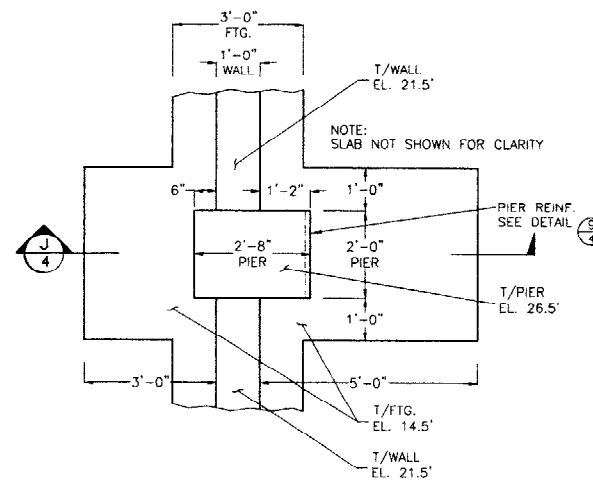 3'-0"
FTG.
1'-0"
WALL
T/WALL
EL. 21.5'
NOTE:
SLAB NOT SHOWN FOR CLARITY
6"
1'-2"
1'-0"
PIER REINF.
SEE DETAIL
9
4
J
4
2'-8"
PIER
2'-0"
PIER
T/PIER
EL. 26.5'
1'-0"
3'-0"
5'-0"
T/FTG.
EL. 14.5'
T/WALL
EL. 21.5'